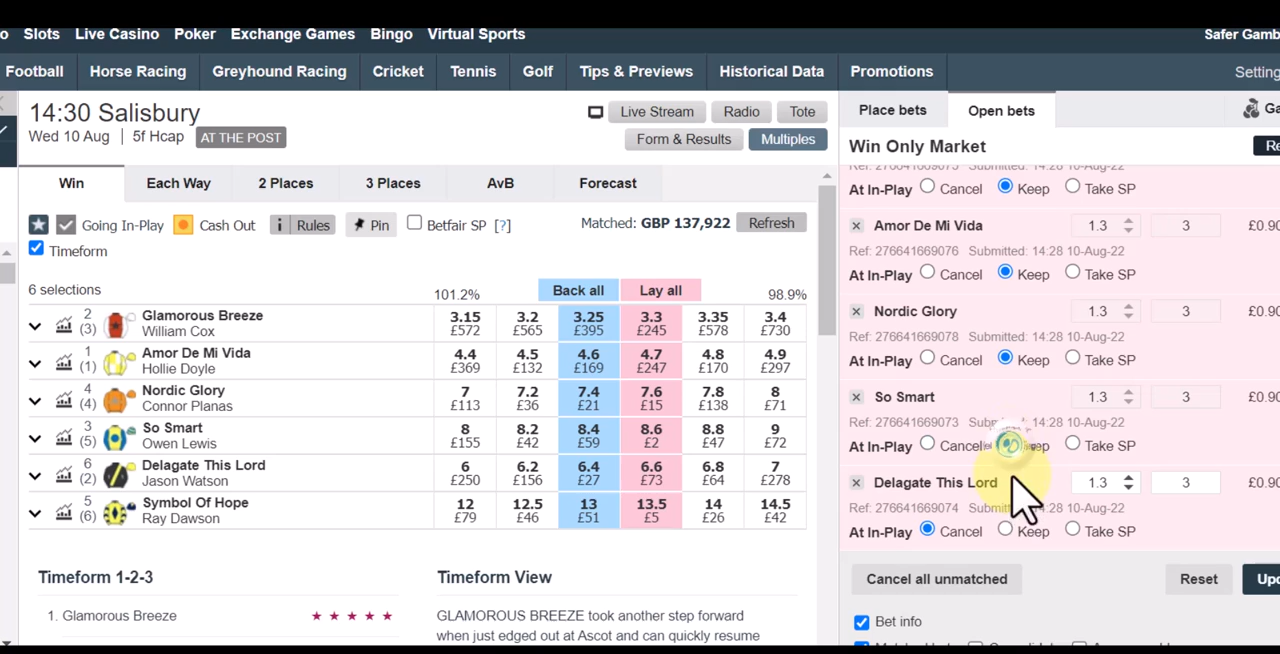 Slots Live Casino Poker Exchange Games Bingo Virtual Sports Safer Gamb
Football Horse Racing Greyhound Racing Cricket Tennis Golf Tips & Previews Historical Data Promotions Setting
14:30 Salisbury
Live Stream Radio Tote
Wed 10 Aug 5f Hcap AT THE POST
Form & Results Multiples
Win Each Way 2 Places 3 Places AvB Forecast
Going In-Play Cash Out i Rules Pin Betfair SP [?] Matched: GBP 137,922 Refresh
Timeform
6 selections 101.2% Back all Lay all 98.9%
2 Glamorous Breeze 3.15 3.2 3.25 3.3 3.35 3.4
(3) William Cox £572 £565 £395 £245 £578 £730
1 Amor De Mi Vida 4.4 4.5 4.6 4.7 4.8 4.9
(1) Hollie Doyle £369 £132 £169 £247 £170 £297
4 Nordic Glory 7 7.2 7.4 7.6 7.8 8
(4) Connor Planas £113 £36 £21 £15 £138 £71
3 So Smart 8 8.2 8.4 8.6 8.8 9
(5) Owen Lewis £155 £42 £59 £2 £47 £72
6 Delagate This Lord 6 6.2 6.4 6.6 6.8 7
(2) Jason Watson £250 £156 £27 £73 £64 £278
5 Symbol Of Hope 12 12.5 13 13.5 14 14.5
(6) Ray Dawson £79 £46 £51 £5 £26 £42
Timeform 1-2-3
1. Glamorous Breeze ★ ★ ★ ★ ★
Timeform View
GLAMOROUS BREEZE took another step forward
when just edged out at Ascot and can quickly resume
Place bets Open bets Ga
Win Only Market Re
At In-Play Cancel Keep Take SP
Amor De Mi Vida 1.3 3 £0.90
Ref: 276641669076 Submitted: 14:28 10-Aug-22
At In-Play Cancel Keep Take SP
Nordic Glory 1.3 3 £0.90
Ref: 276641669078 Submitted: 14:28 10-Aug-22
At In-Play Cancel Keep Take SP
So Smart 1.3 3 £0.90
Ref: 276641669073 14:28 10-Aug-22
At In-Play Cancel Take SP
Delagate This Lord 1.3 3 £0.90
Ref: 276641669074 10-Aug-22
At In-Play Cancel Keep Take SP
Cancel all unmatched Reset Upd
Bet info